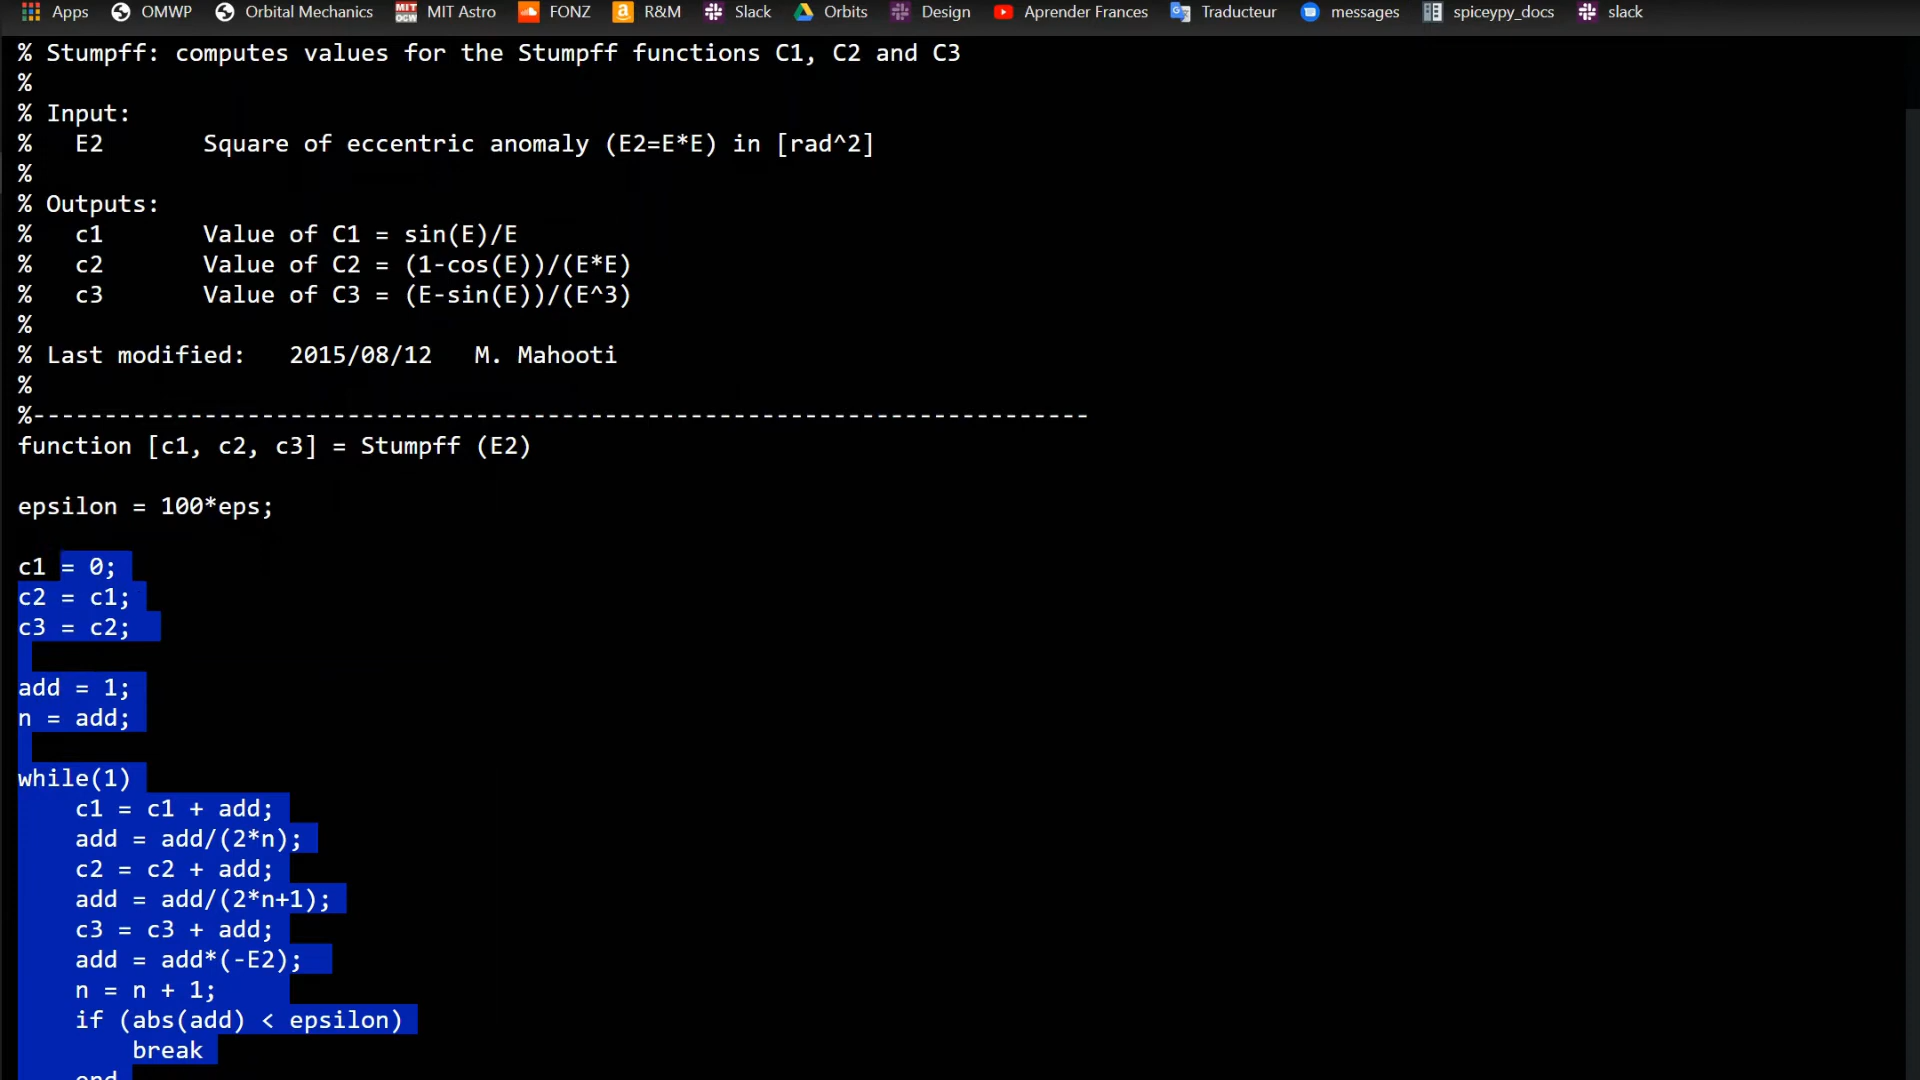 Apps OMWP Orbital Mechanics MIT OCW MIT Astro FONZ a R&M Slack Orbits Design Aprender Frances G Traducteur messages spiceypy_docs slack
% Stumpff: computes values for the Stumpff functions C1, C2 and C3
%
% Input:
%   E2       Square of eccentric anomaly (E2=E*E) in [rad^2]
%
% Outputs:
%   c1       Value of C1 = sin(E)/E
%   c2       Value of C2 = (1-cos(E))/(E*E)
%   c3       Value of C3 = (E-sin(E))/(E^3)
%
% Last modified:   2015/08/12   M. Mahooti
%
%--------------------------------------------------------------------------
function [c1, c2, c3] = Stumpff (E2)
epsilon = 100*eps;
c1 = 0;
c2 = c1;
c3 = c2;
add = 1;
n = add;
while(1)
    c1 = c1 + add;
    add = add/(2*n);
    c2 = c2 + add;
    add = add/(2*n+1);
    c3 = c3 + add;
    add = add*(-E2);
    n = n + 1;
    if (abs(add) < epsilon)
        break
    end